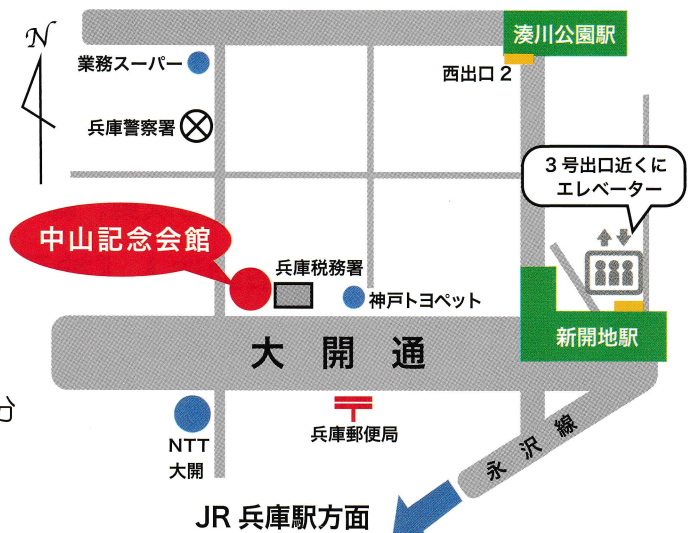 N
湊川公園駅
業務スーパー
西出口 2
兵庫警察署
3 号出口近くに
エレベーター
中山記念会館
兵庫税務署
神戸トヨペット
新開地駅
大開通
分
NTT
大開
兵庫郵便局
永沢線
JR 兵庫駅方面